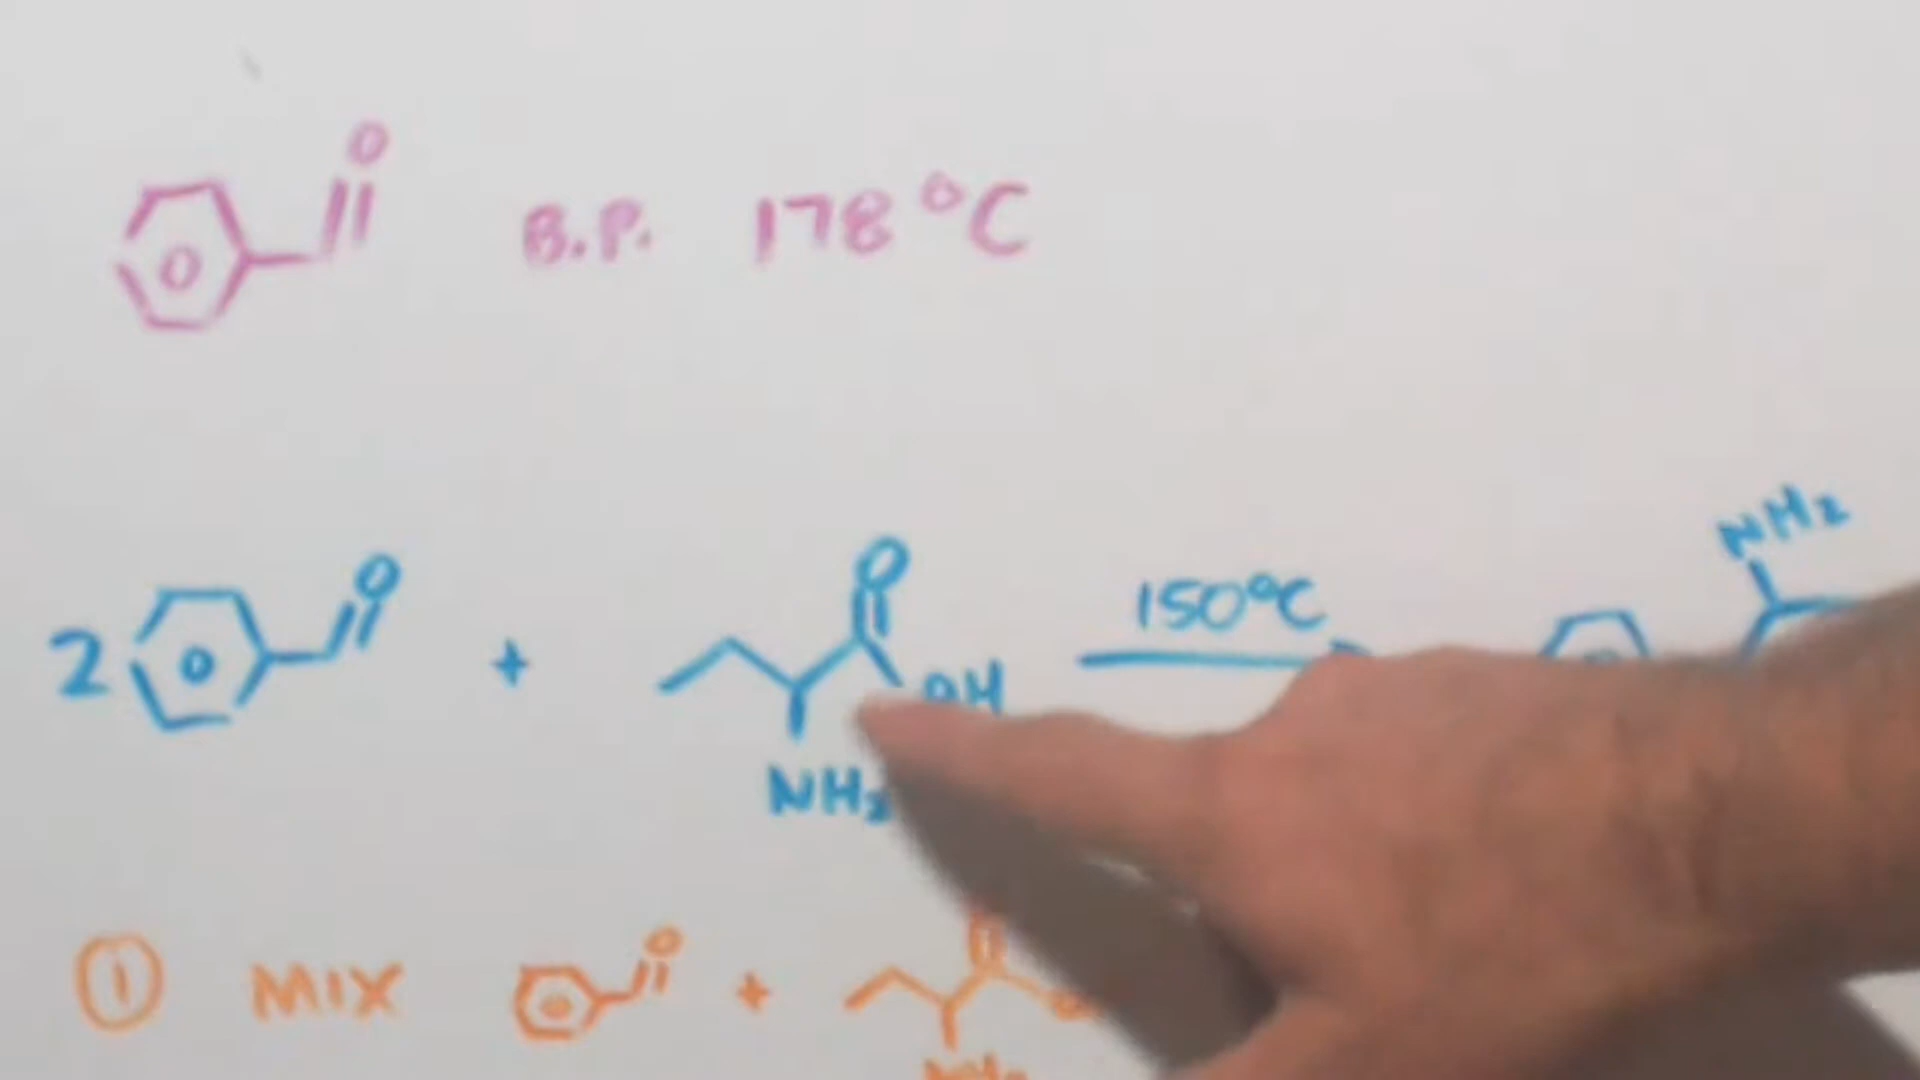 O
B.P. 178°C
NH2
O
O
150°C
2
+
OH
NH2
O
① MIX
+